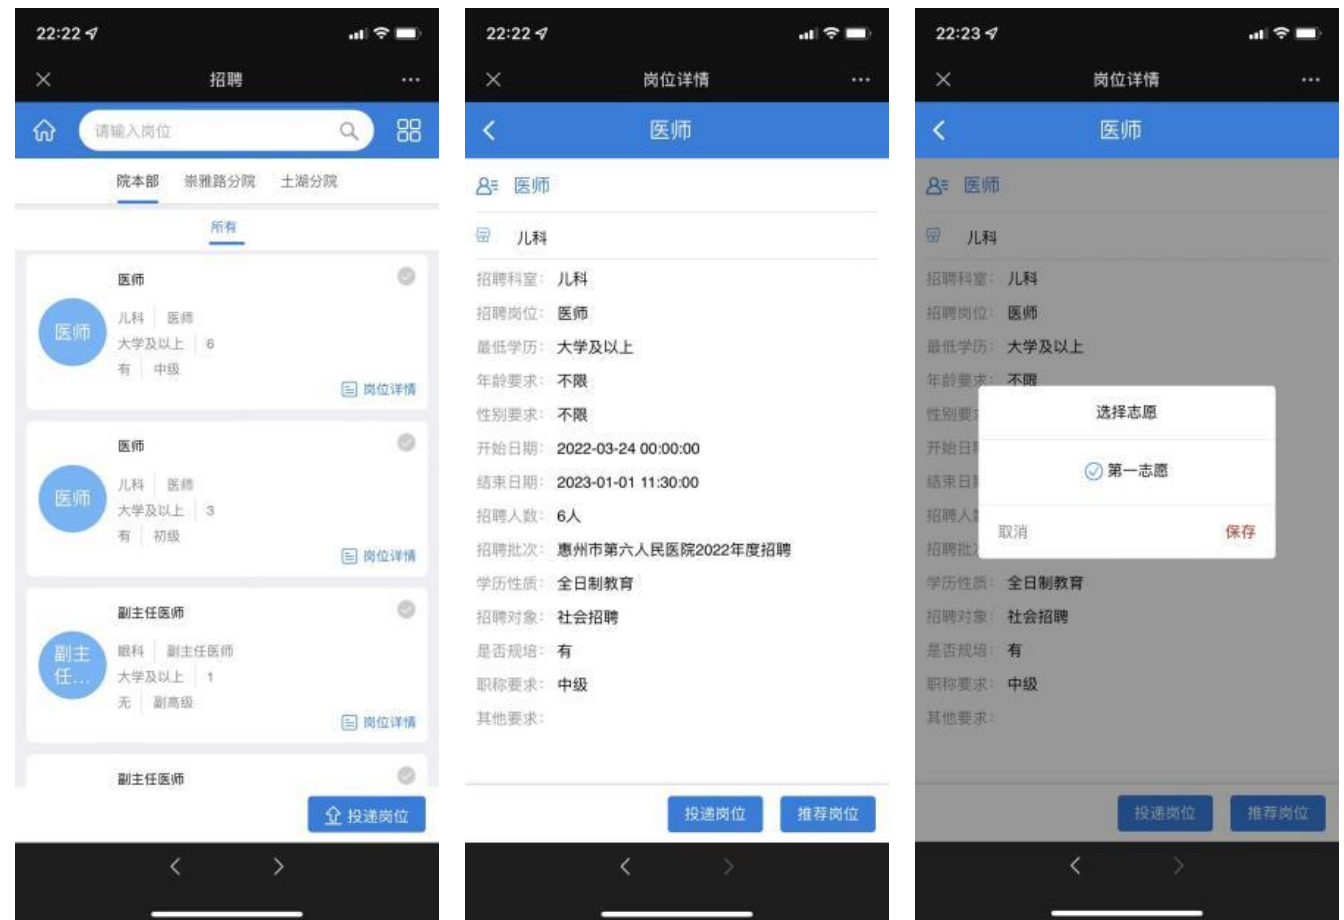 22:22
招聘
请输入岗位
院本部 崇雅路分院 土湖分院
所有
医师
医师
儿科 医师
大学及以上 6
有 中级
岗位详情
医师
医师
儿科 医师
大学及以上 3
有 初级
岗位详情
副主任医师
副主
任...
眼科 副主任医师
大学及以上 1
无 副高级
岗位详情
副主任医师
投递岗位
22:22
岗位详情
医师
医师
儿科
招聘科室: 儿科
招聘岗位: 医师
最低学历: 大学及以上
年龄要求: 不限
性别要求: 不限
开始日期: 2022-03-24 00:00:00
结束日期: 2023-01-01 11:30:00
招聘人数: 6人
招聘批次: 惠州市第六人民医院2022年度招聘
学历性质: 全日制教育
招聘对象: 社会招聘
是否规培: 有
职称要求: 中级
其他要求:
投递岗位 推荐岗位
22:23
岗位详情
医师
医师
儿科
招聘科室: 儿科
招聘岗位: 医师
最低学历: 大学及以上
年龄要求: 不限
性别要
开始日
结束日
招聘人
招聘批
选择志愿
第一志愿
取消 保存
学历性质: 全日制教育
招聘对象: 社会招聘
是否规培: 有
职称要求: 中级
其他要求:
投递岗位 推荐岗位